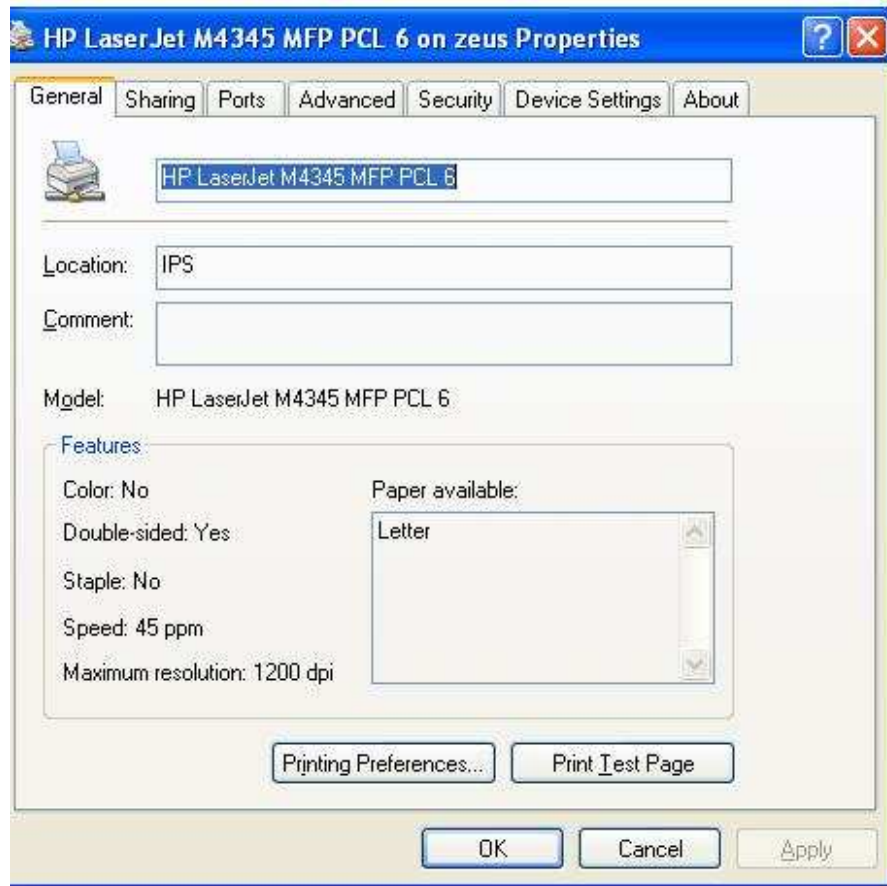 HP LaserJet M4345 MFP PCL 6 on zeus Properties
General Sharing Ports Advanced Security Device Settings About
HP LaserJet M4345 MFP PCL 6
Location: IPS
Comment:
Model: HP LaserJet M4345 MFP PCL 6
Features
Color: No
Paper available:
Double-sided: Yes
Letter
Staple: No
Speed: 45 ppm
Maximum resolution: 1200 dpi
Printing Preferences... Print Test Page
OK Cancel Apply